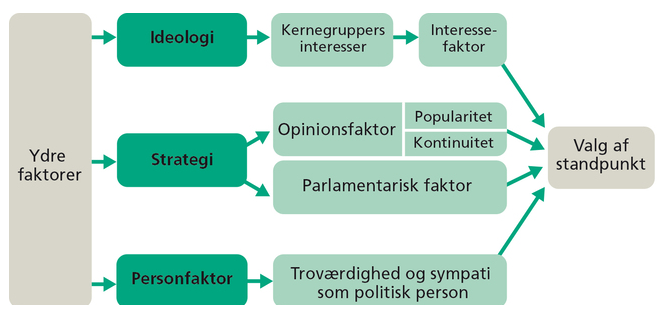 Ydre
faktorer
Ideologi
Kernegruppers
interesser
Interesse-
faktor
Strategi
Opinionsfaktor
Popularitet
Kontinuitet
Parlamentarisk faktor
Personfaktor
Troværdighed og sympati
som politisk person
Valg af
standpunkt